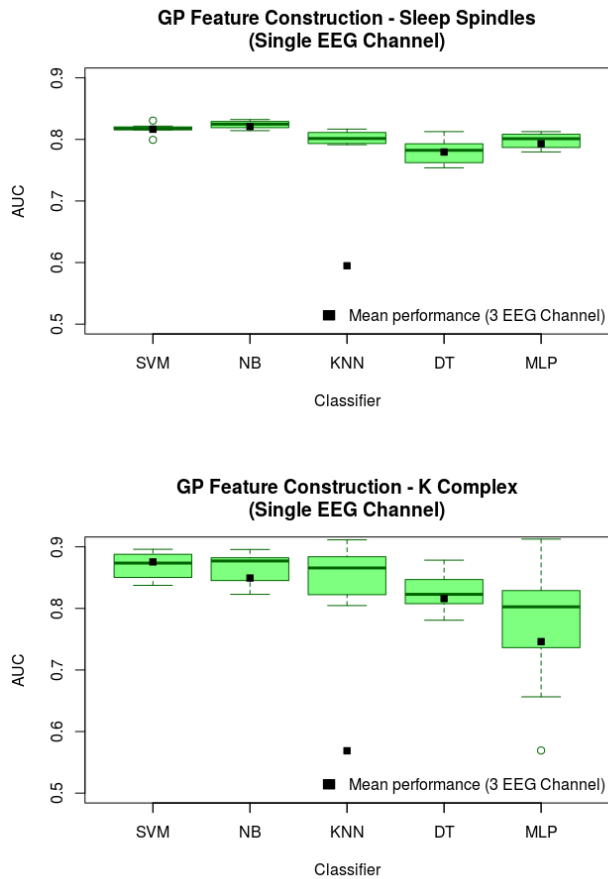 GP Feature Construction - Sleep Spindles
(Single EEG Channel)
0.9
0.8
0.7
0.6
0.5
AUC
Mean performance (3 EEG Channel)
SVM NB KNN DT MLP
Classifier
GP Feature Construction - K Complex
(Single EEG Channel)
0.9
0.8
0.7
0.6
0.5
AUC
Mean performance (3 EEG Channel)
SVM NB KNN DT MLP
Classifier